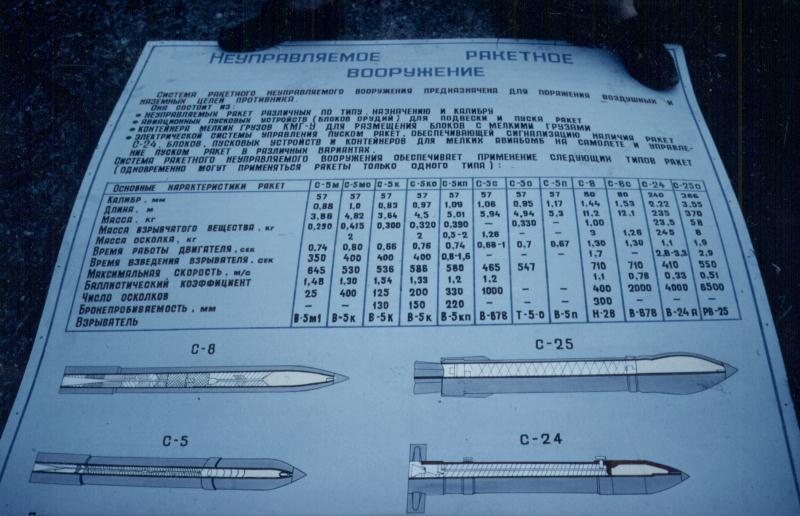 Неуправляемое ракетное
вооружение
Система ракетного неуправляемого вооружения предназначена для поражения воздушных и
наземных целей противника.
Она состоит из:
• неуправляемых ракет различных по типу, назначению и калибру
• авиационных пусковых устройств (блоков орудий) для подвески и пуска ракет
• контейнера мелких грузов КМГ-У для размещения блоков с мелкими грузами
• электрической системы управления пуском ракет, обеспечивающей сигнализацию наличия ракет
С-24, блоков, пусковых устройств и контейнеров для мелких авиабомб на самолете и управле-
ние пуском ракет в различных вариантах.
Система ракетного неуправляемого вооружения обеспечивает применение следующих типов ракет
(одновременно могут применяться ракеты только одного типа):
Основные характеристики ракет С-5м С-5мо С-5к С-5ко С-5кп С-5с С-5о С-5п С-8 С-8с С-24 С-25о
Калибр, мм 57 57 57 57 57 57 57 57 80 80 240 266
Длина, м 0,88 1,0 0,83 0,97 1,09 1,06 0,95 1,17 1,44 1,53 2,22 3,55
Масса, кг 3,86 4,82 3,64 4,5 5,01 5,94 4,94 5,3 11,2 12,1 235 370
Масса взрывчатого вещества, кг 0,290 0,415 0,300 0,320 0,390 — 0,330 — 1,00 23,5 58
Масса осколка, кг 2 2 0,5-2 1,26 — — 3 1,26 245 8
Время работы двигателя, сек 0,74 0,60 0,66 0,76 0,74 0,68-1 0,7 0,67 1,30 1,30 1,1 1,9
Время взведения взрывателя, сек 350 400 400 400 0,8-1,6 1,7 — 2,8-3,3 2,9
Максимальная скорость, м/с 645 530 536 586 580 465 547 710 710 410 550
Баллистический коэффициент 1,48 1,30 1,54 1,33 1,2 1,2 1,1 0,78 0,33 0,51
Число осколков 25 400 125 200 330 1000 400 2000 4000 6500
Бронепробиваемость, мм — — 130 150 220 — — — 300 — — —
Взрыватель В-5м1 В-5к В-5к В-5к В-5кп В-878 Т-5-0 В-5п Н-28 В-878 В-24А РВ-25
С-8
С-25
С-5
С-24